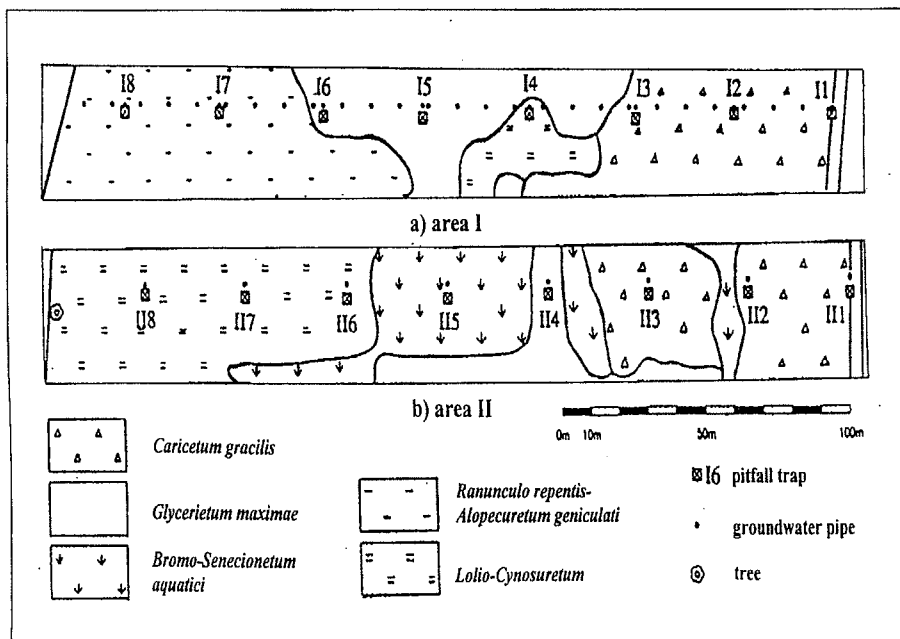 I8 I7 I6 I5 I4 I3 I2 I1
a) area I
II8 II7 II6 II5 II4 II3 II2 II1
b) area II
0m 10m 50m 100m
Caricetum gracilis
Glycerietum maximae
Bromo-Senecionetum
aquatici
Ranunculo repentis-
Alopecuretum geniculati
Lolio-Cynosuretum
I6 pitfall trap
groundwater pipe
tree